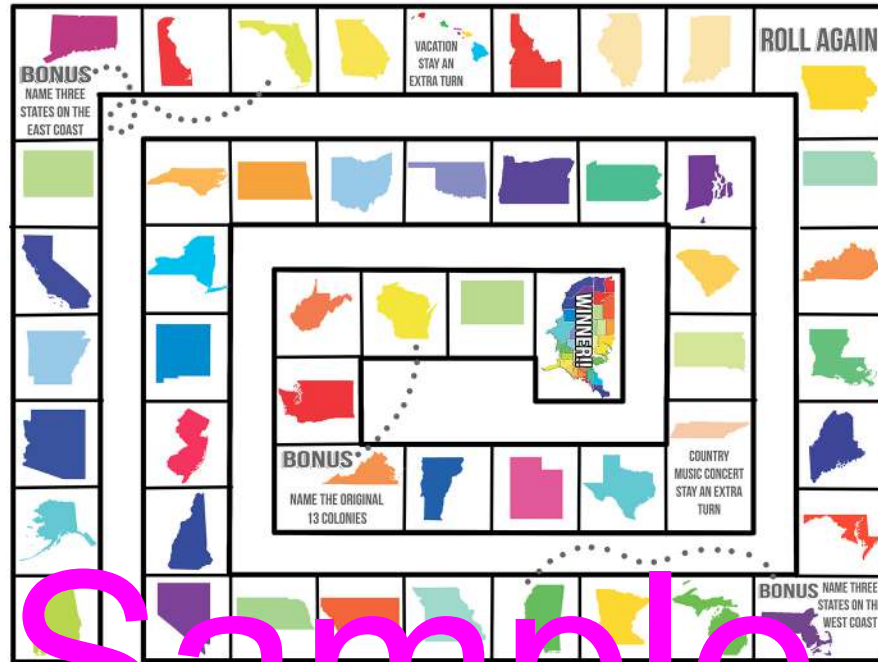 BONUS
NAME THREE
STATES ON THE
EAST COAST
VACATION
STAY AN
EXTRA TURN
ROLL AGAIN
WINNER!!
BONUS
NAME THE ORIGINAL
13 COLONIES
COUNTRY
MUSIC CONCERT
STAY AN EXTRA
TURN
BONUS NAME THREE
STATES ON THE
WEST COAST
Sample